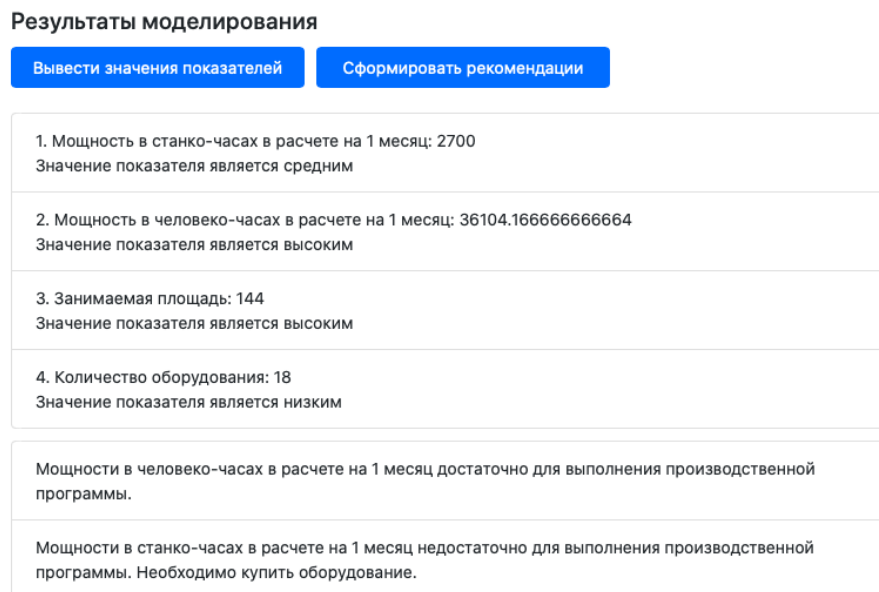 Результаты моделирования
Вывести значения показателей
Сформировать рекомендации
1. Мощность в станко-часах в расчете на 1 месяц: 2700
Значение показателя является средним
2. Мощность в человеко-часах в расчете на 1 месяц: 36104.166666666664
Значение показателя является высоким
3. Занимаемая площадь: 144
Значение показателя является высоким
4. Количество оборудования: 18
Значение показателя является низким
Мощности в человеко-часах в расчете на 1 месяц достаточно для выполнения производственной
программы.
Мощности в станко-часах в расчете на 1 месяц недостаточно для выполнения производственной
программы. Необходимо купить оборудование.